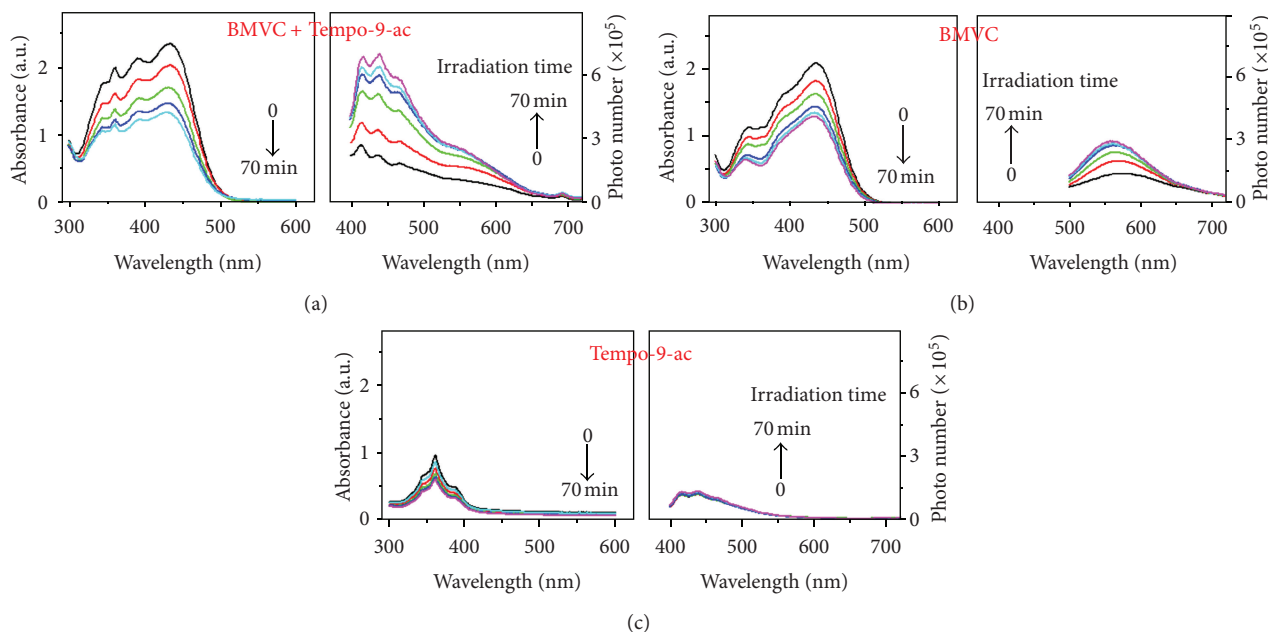 BMVC + Tempo-9-ac
Absorbance (a.u.)
2
1
0
0
70 min
300 400 500 600
Wavelength (nm)
Irradiation time
70 min
0
6
3
0
Photo number (×10⁵)
400 500 600 700
Wavelength (nm)
(a)
BMVC
Absorbance (a.u.)
2
1
0
0
70 min
300 400 500 600
Wavelength (nm)
Irradiation time
70 min
0
6
3
0
Photo number (×10⁵)
400 500 600 700
Wavelength (nm)
(b)
Tempo-9-ac
Absorbance (a.u.)
2
1
0
0
70 min
300 400 500 600
Wavelength (nm)
Irradiation time
70 min
0
6
3
0
Photo number (×10⁵)
400 500 600 700
Wavelength (nm)
(c)